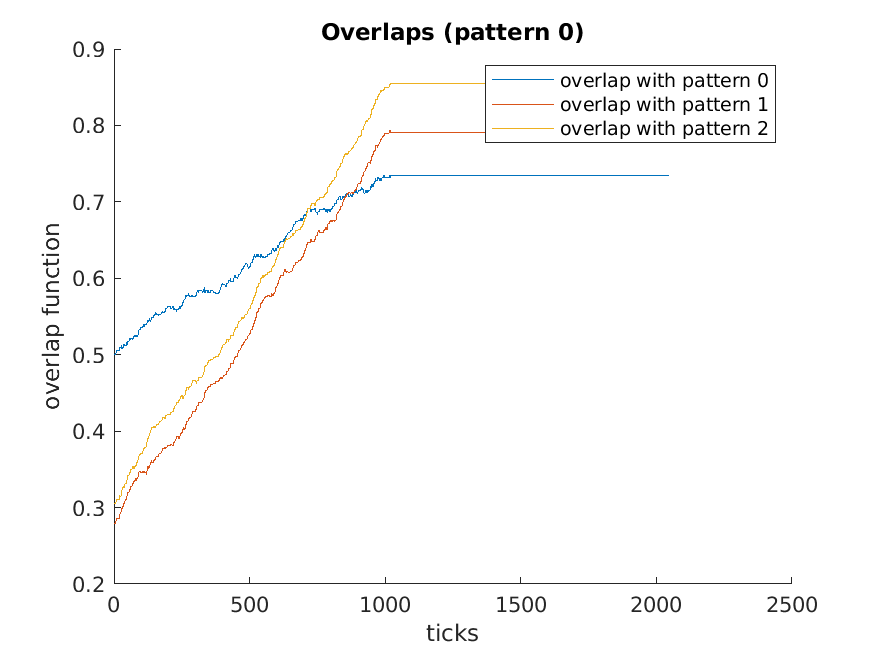 Overlaps (pattern 0)
0.9
0.8
0.7
0.6
0.5
0.4
0.3
0.2
overlap function
overlap with pattern 0
overlap with pattern 1
overlap with pattern 2
0 500 1000 1500 2000 2500
ticks